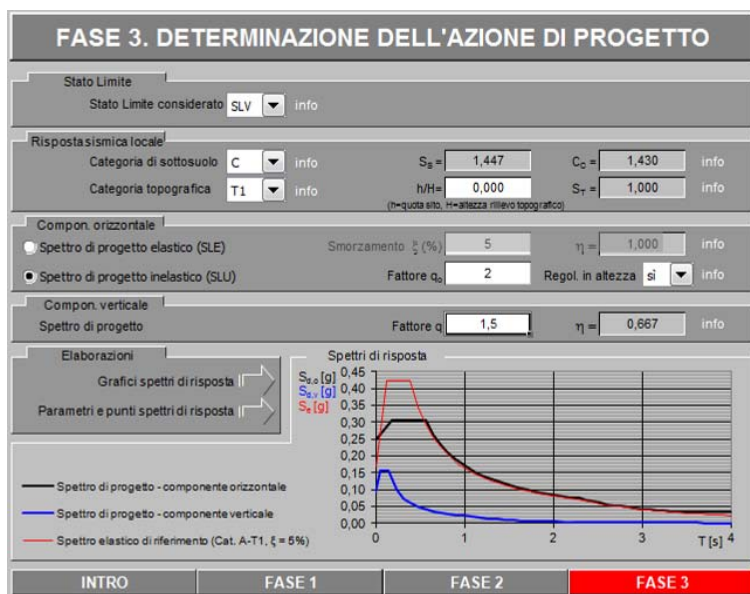 FASE 3. DETERMINAZIONE DELL'AZIONE DI PROGETTO
Stato Limite
Stato Limite considerato SLV info
Risposta sismica locale
Categoria di sottosuolo C info S_S = 1,447 C_C = 1,430 info
Categoria topografica T1 info h/H= 0,000 S_T = 1,000 info
(h=quota sito, H=altezza rilievo topografico)
Compon. orizzontale
Spettro di progetto elastico (SLE) Smorzamento ξ (%) 5 η = 1,000 info
Spettro di progetto inelastico (SLU) Fattore q_o 2 Regol. in altezza sì info
Compon. verticale
Spettro di progetto Fattore q 1,5 η = 0,667 info
Elaborazioni
Grafici spettri di risposta
Parametri e punti spettri di risposta
Spettri di risposta
S_d,o [g]
S_d,v [g]
S_e [g]
0,45
0,40
0,35
0,30
0,25
0,20
0,15
0,10
0,05
0,00
0 1 2 3 4
T [s]
Spettro di progetto - componente orizzontale
Spettro di progetto - componente verticale
Spettro elastico di riferimento (Cat. A-T1, ξ = 5%)
INTRO FASE 1 FASE 2 FASE 3